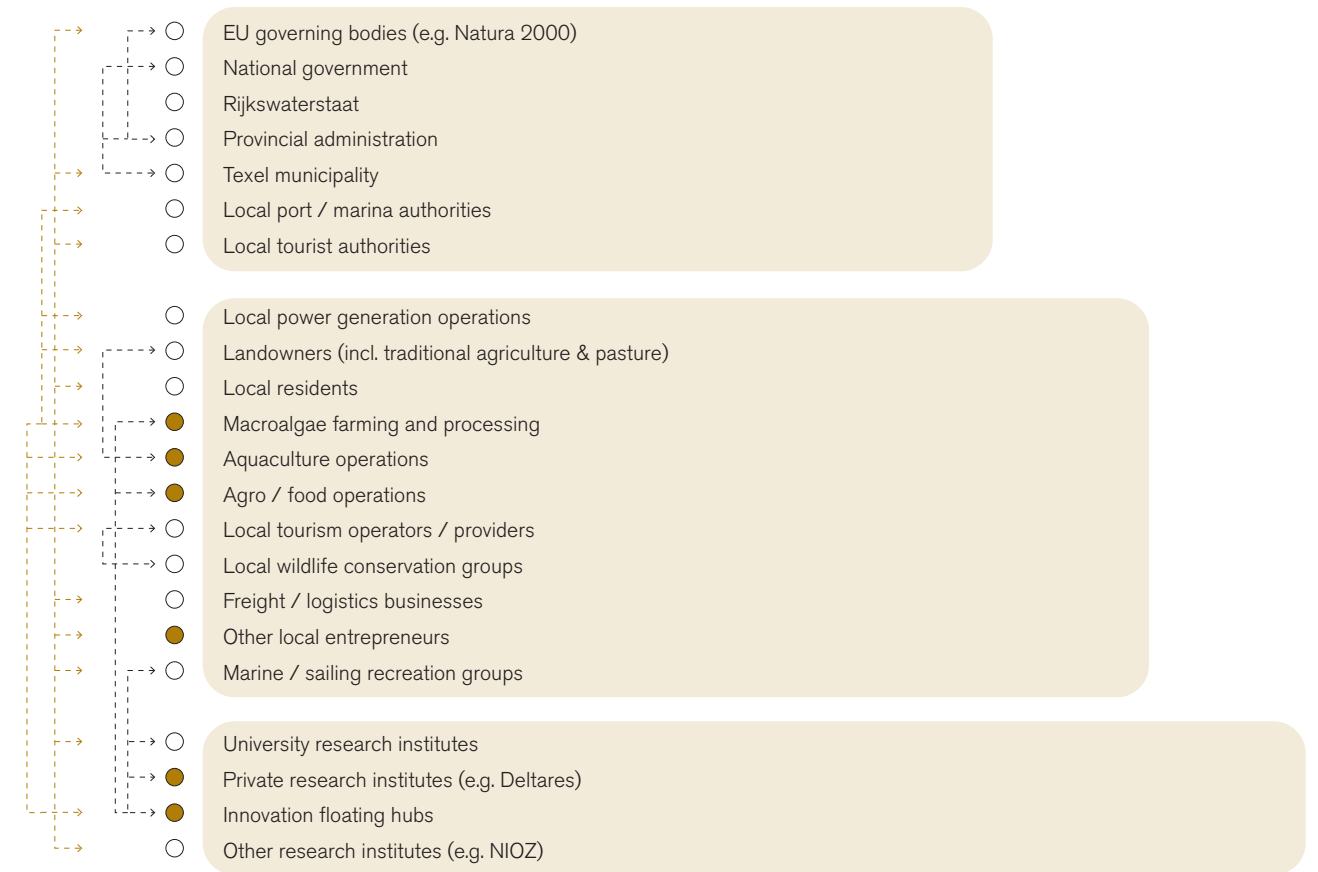 EU governing bodies (e.g. Natura 2000)
National government
Rijkswaterstaat
Provincial administration
Texel municipality
Local port / marina authorities
Local tourist authorities
Local power generation operations
Landowners (incl. traditional agriculture & pasture)
Local residents
Macroalgae farming and processing
Aquaculture operations
Agro / food operations
Local tourism operators / providers
Local wildlife conservation groups
Freight / logistics businesses
Other local entrepreneurs
Marine / sailing recreation groups
University research institutes
Private research institutes (e.g. Deltares)
Innovation floating hubs
Other research institutes (e.g. NIOZ)